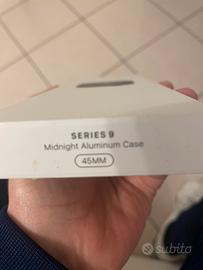 SERIES 9
Midnight Aluminum Case
45MM
subito